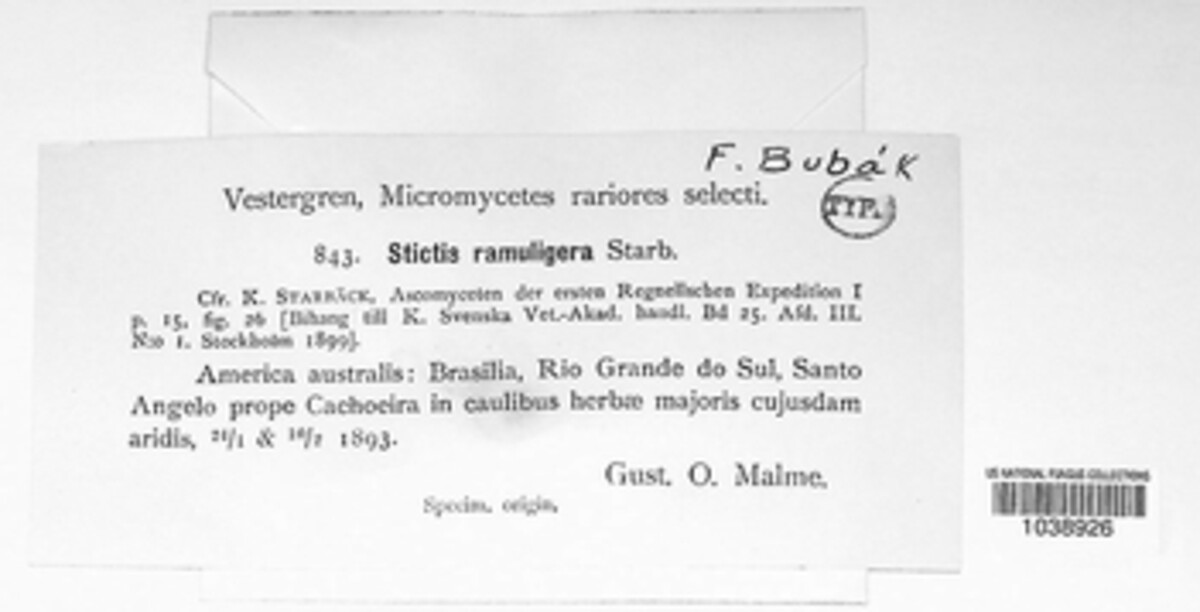 F. Bubák
Vestergren, Micromycetes rariores selecti.
TYP.
843. Stictis ramuligera Starb.
Cfr. K. STARBÄCK, Ascomyceten der ersten Regnellschen Expedition I
p. 15, fig. 26 [Bihang till K. Svenska Vet.-Akad. handl. Bd 25. Afd. III.
N:o 1. Stockholm 1899].
America australis: Brasilia, Rio Grande do Sul, Santo
Angelo prope Cachoeira in caulibus herbæ majoris cujusdam
aridis, 21/1 & 16/2 1893.
Gust. O. Malme.
Specim. origin.
US NATIONAL FUNGUS COLLECTIONS
1038926